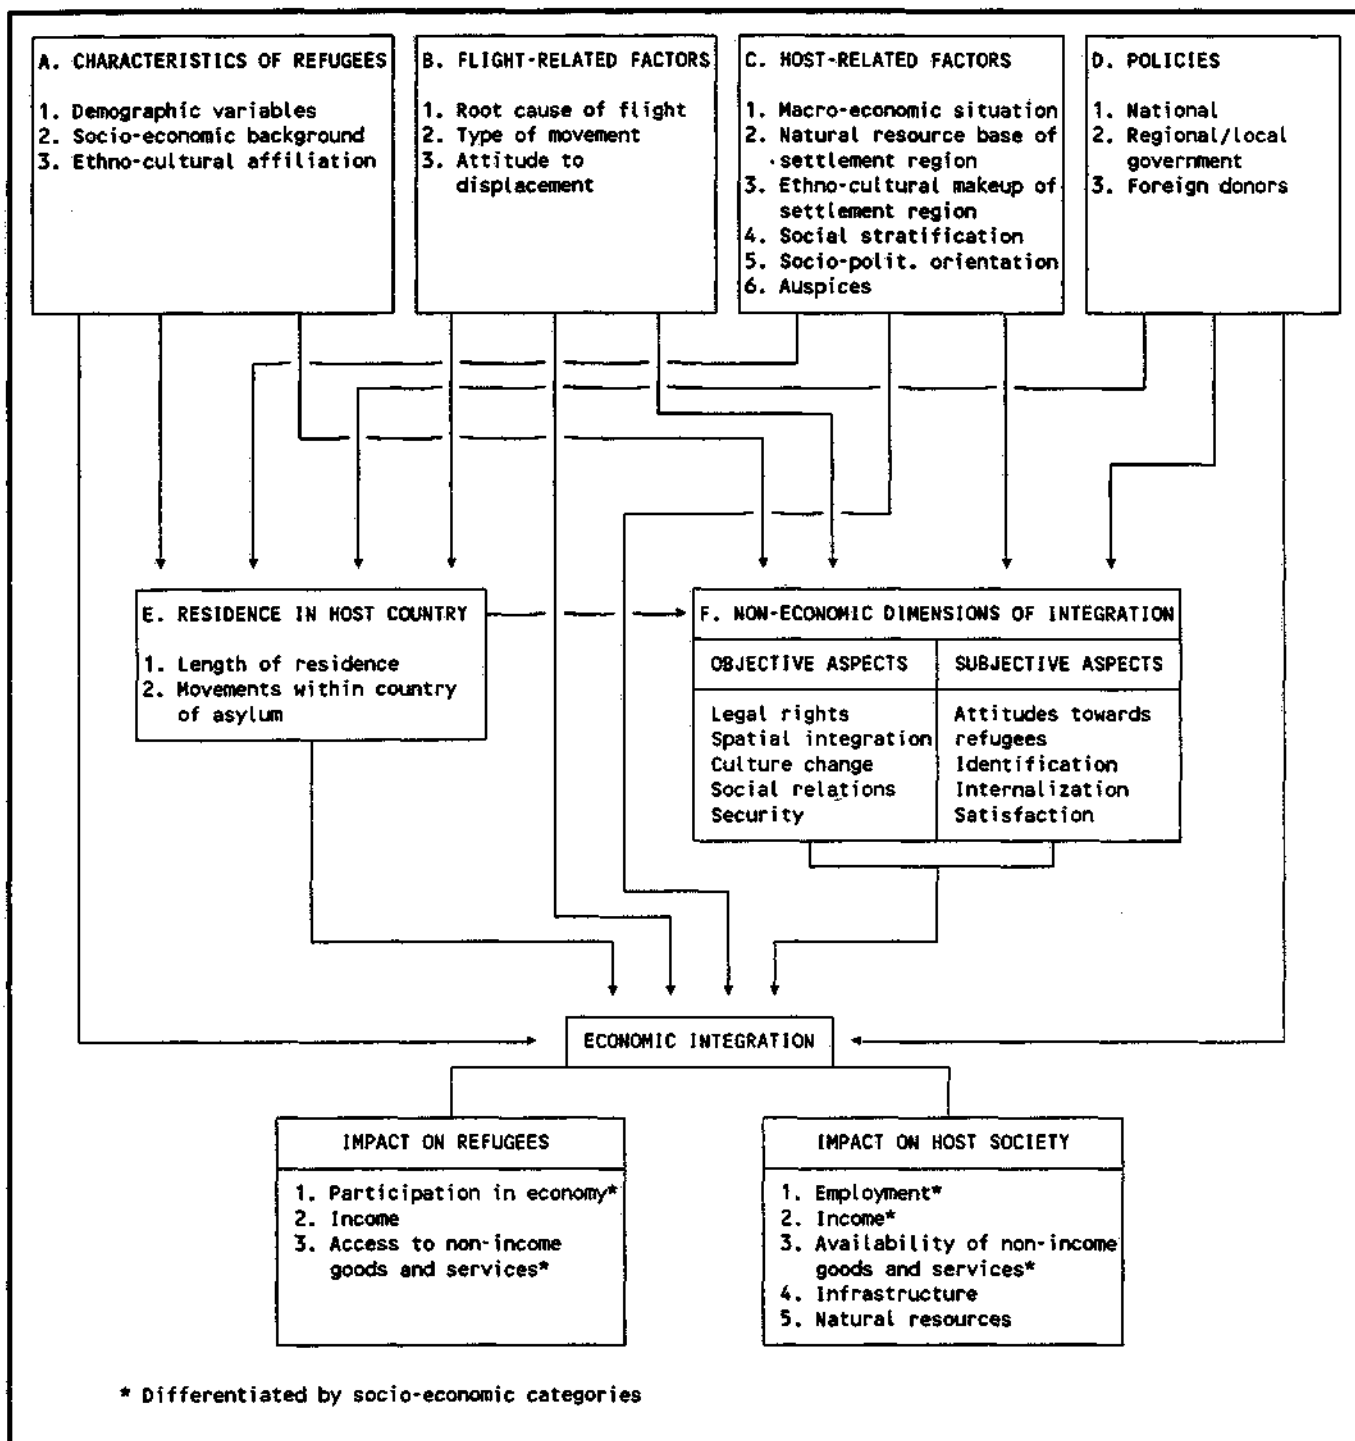 A. CHARACTERISTICS OF REFUGEES
1. Demographic variables
2. Socio-economic background
3. Ethno-cultural affiliation
B. FLIGHT-RELATED FACTORS
1. Root cause of flight
2. Type of movement
3. Attitude to
displacement
C. HOST-RELATED FACTORS
1. Macro-economic situation
2. Natural resource base of
settlement region
3. Ethno-cultural makeup of
settlement region
4. Social stratification
5. Socio-polit. orientation
6. Auspices
D. POLICIES
1. National
2. Regional/local
government
3. Foreign donors
E. RESIDENCE IN HOST COUNTRY
1. Length of residence
2. Movements within country
of asylum
F. NON-ECONOMIC DIMENSIONS OF INTEGRATION
OBJECTIVE ASPECTS
Legal rights
Spatial integration
Culture change
Social relations
Security
SUBJECTIVE ASPECTS
Attitudes towards
refugees
Identification
Internalization
Satisfaction
ECONOMIC INTEGRATION
IMPACT ON REFUGEES
1. Participation in economy*
2. Income
3. Access to non-income
goods and services*
IMPACT ON HOST SOCIETY
1. Employment*
2. Income*
3. Availability of non-income
goods and services*
4. Infrastructure
5. Natural resources
* Differentiated by socio-economic categories